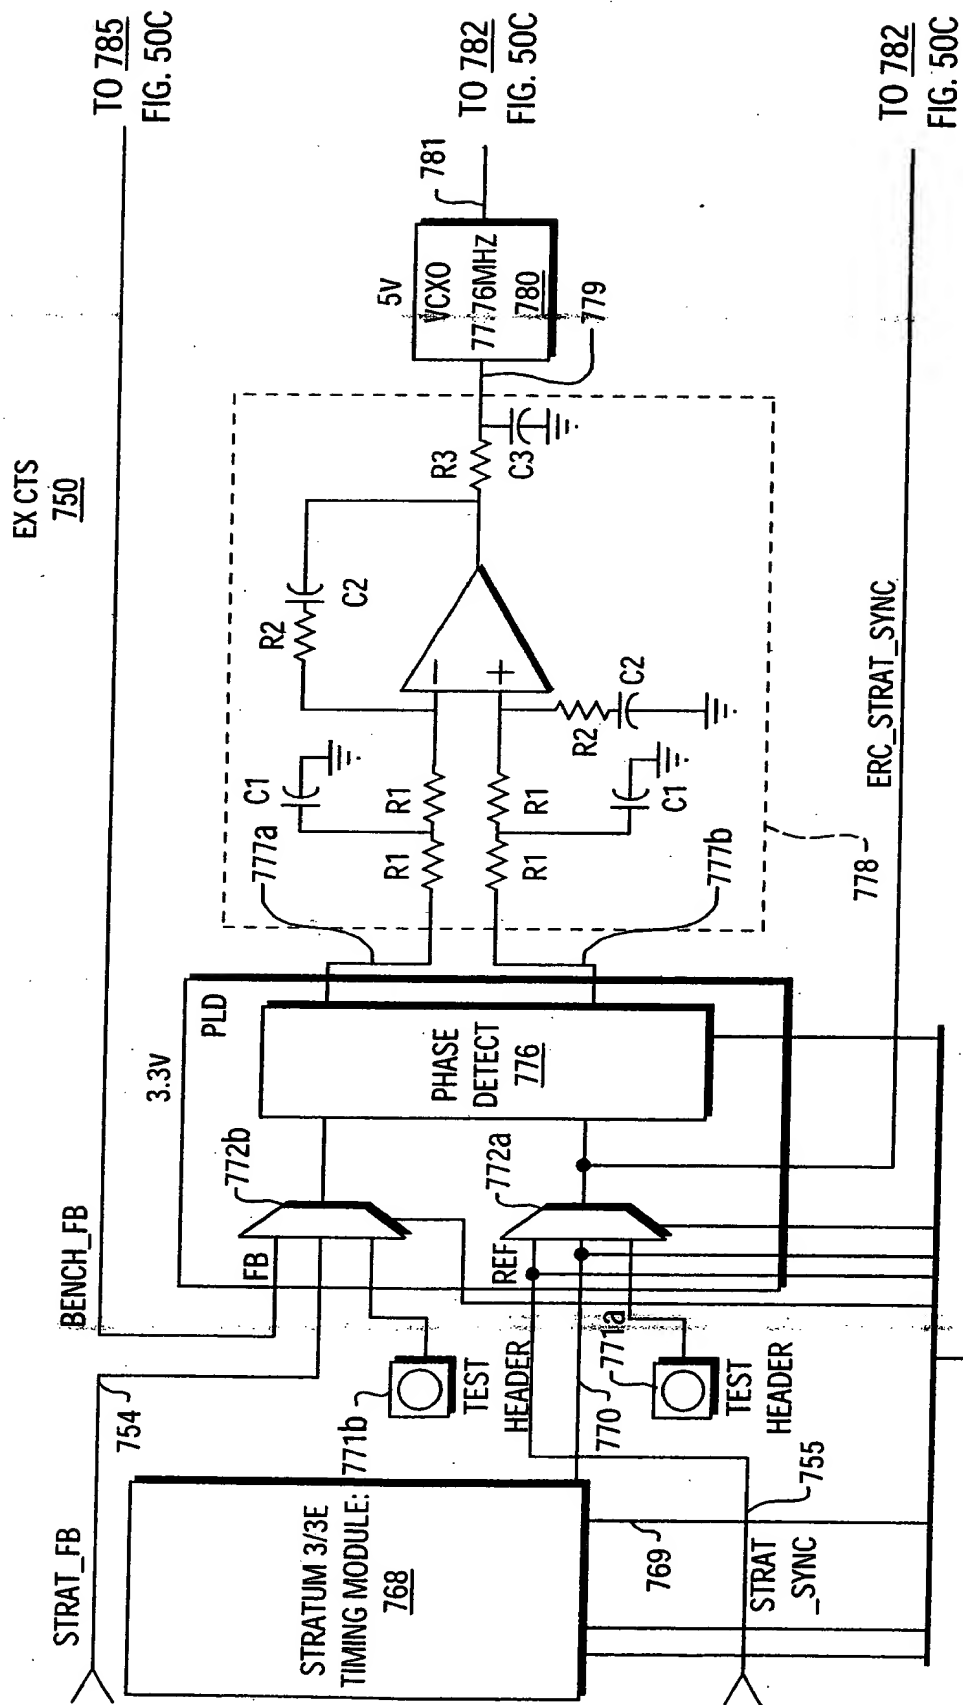 EX CTS
750
STRAT_FB
754
BENCH_FB
TO 785
FIG. 50C
STRATUM 3/3E
TIMING MODULE:
768
771b
TEST
HEADER
3.3V
PLD
FB
772b
REF
772a
PHASE
DETECT
776
777a
777b
R1
C1
R1
R1
R1
C1
R2
C2
R2
C2
R3
C3
5V
VCXO
77.76MHZ
780
779
781
TO 782
FIG. 50C
770
771a
TEST
HEADER
769
STRAT
_SYNC
755
778
ERC_STRAT_SYNC
TO 782
FIG. 50C